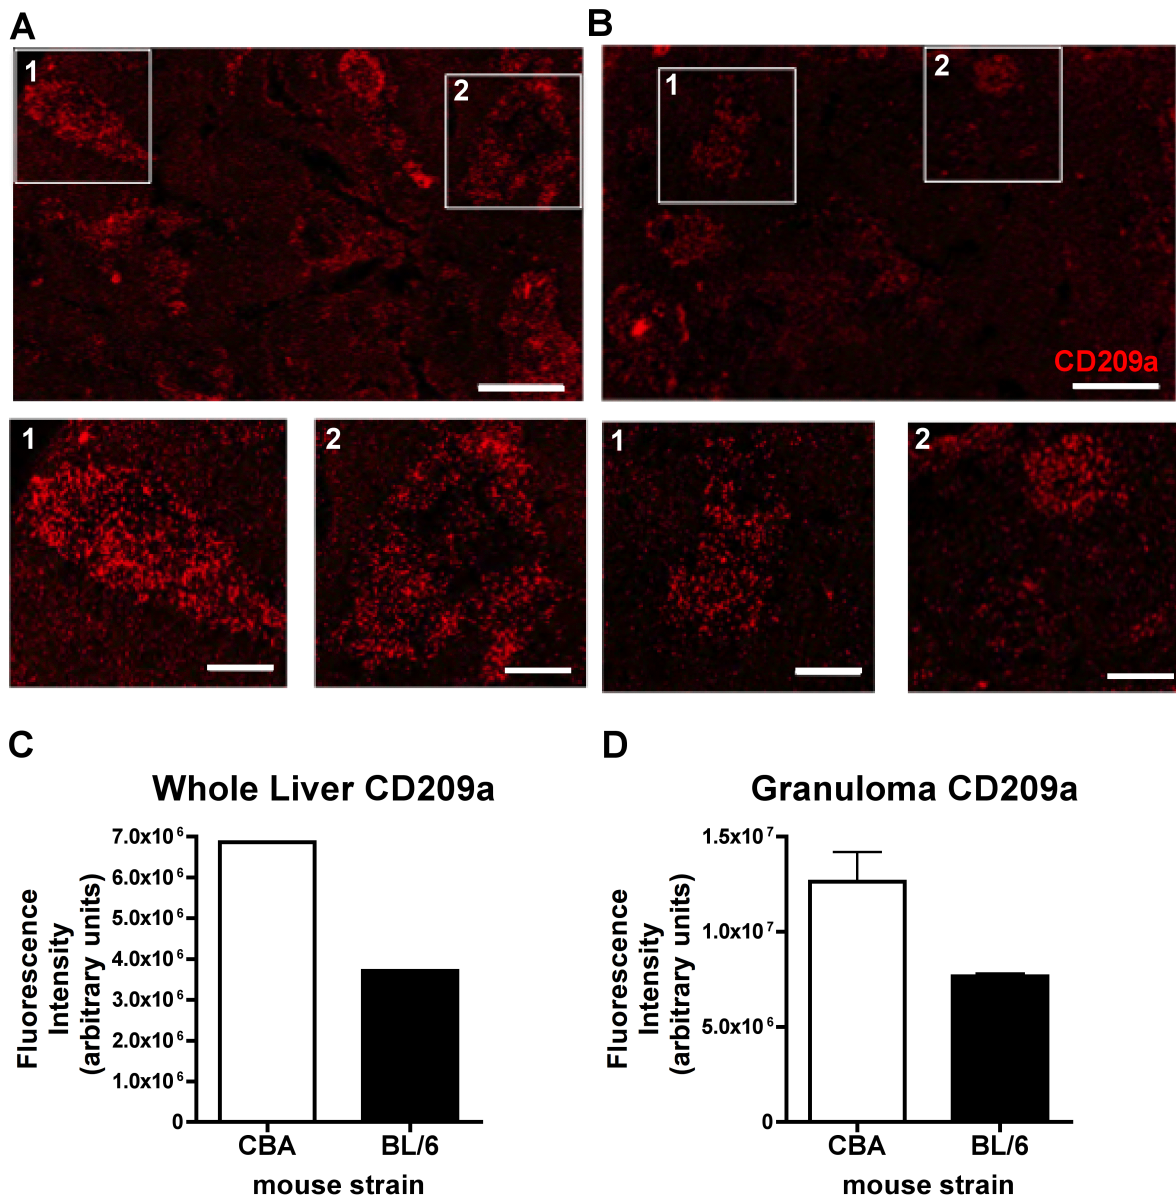 A
B
1
2
1
2
CD209a
1
2
1
2
C
D
Whole Liver CD209a
Granuloma CD209a
Fluorescence
Intensity
(arbitrary units)
7.0x10⁶
6.0x10⁶
5.0x10⁶
4.0x10⁶
3.0x10⁶
2.0x10⁶
1.0x10⁶
0
CBA
BL/6
mouse strain
Fluorescence
Intensity
(arbitrary units)
1.5x10⁷
1.0x10⁷
5.0x10⁶
0
CBA
BL/6
mouse strain